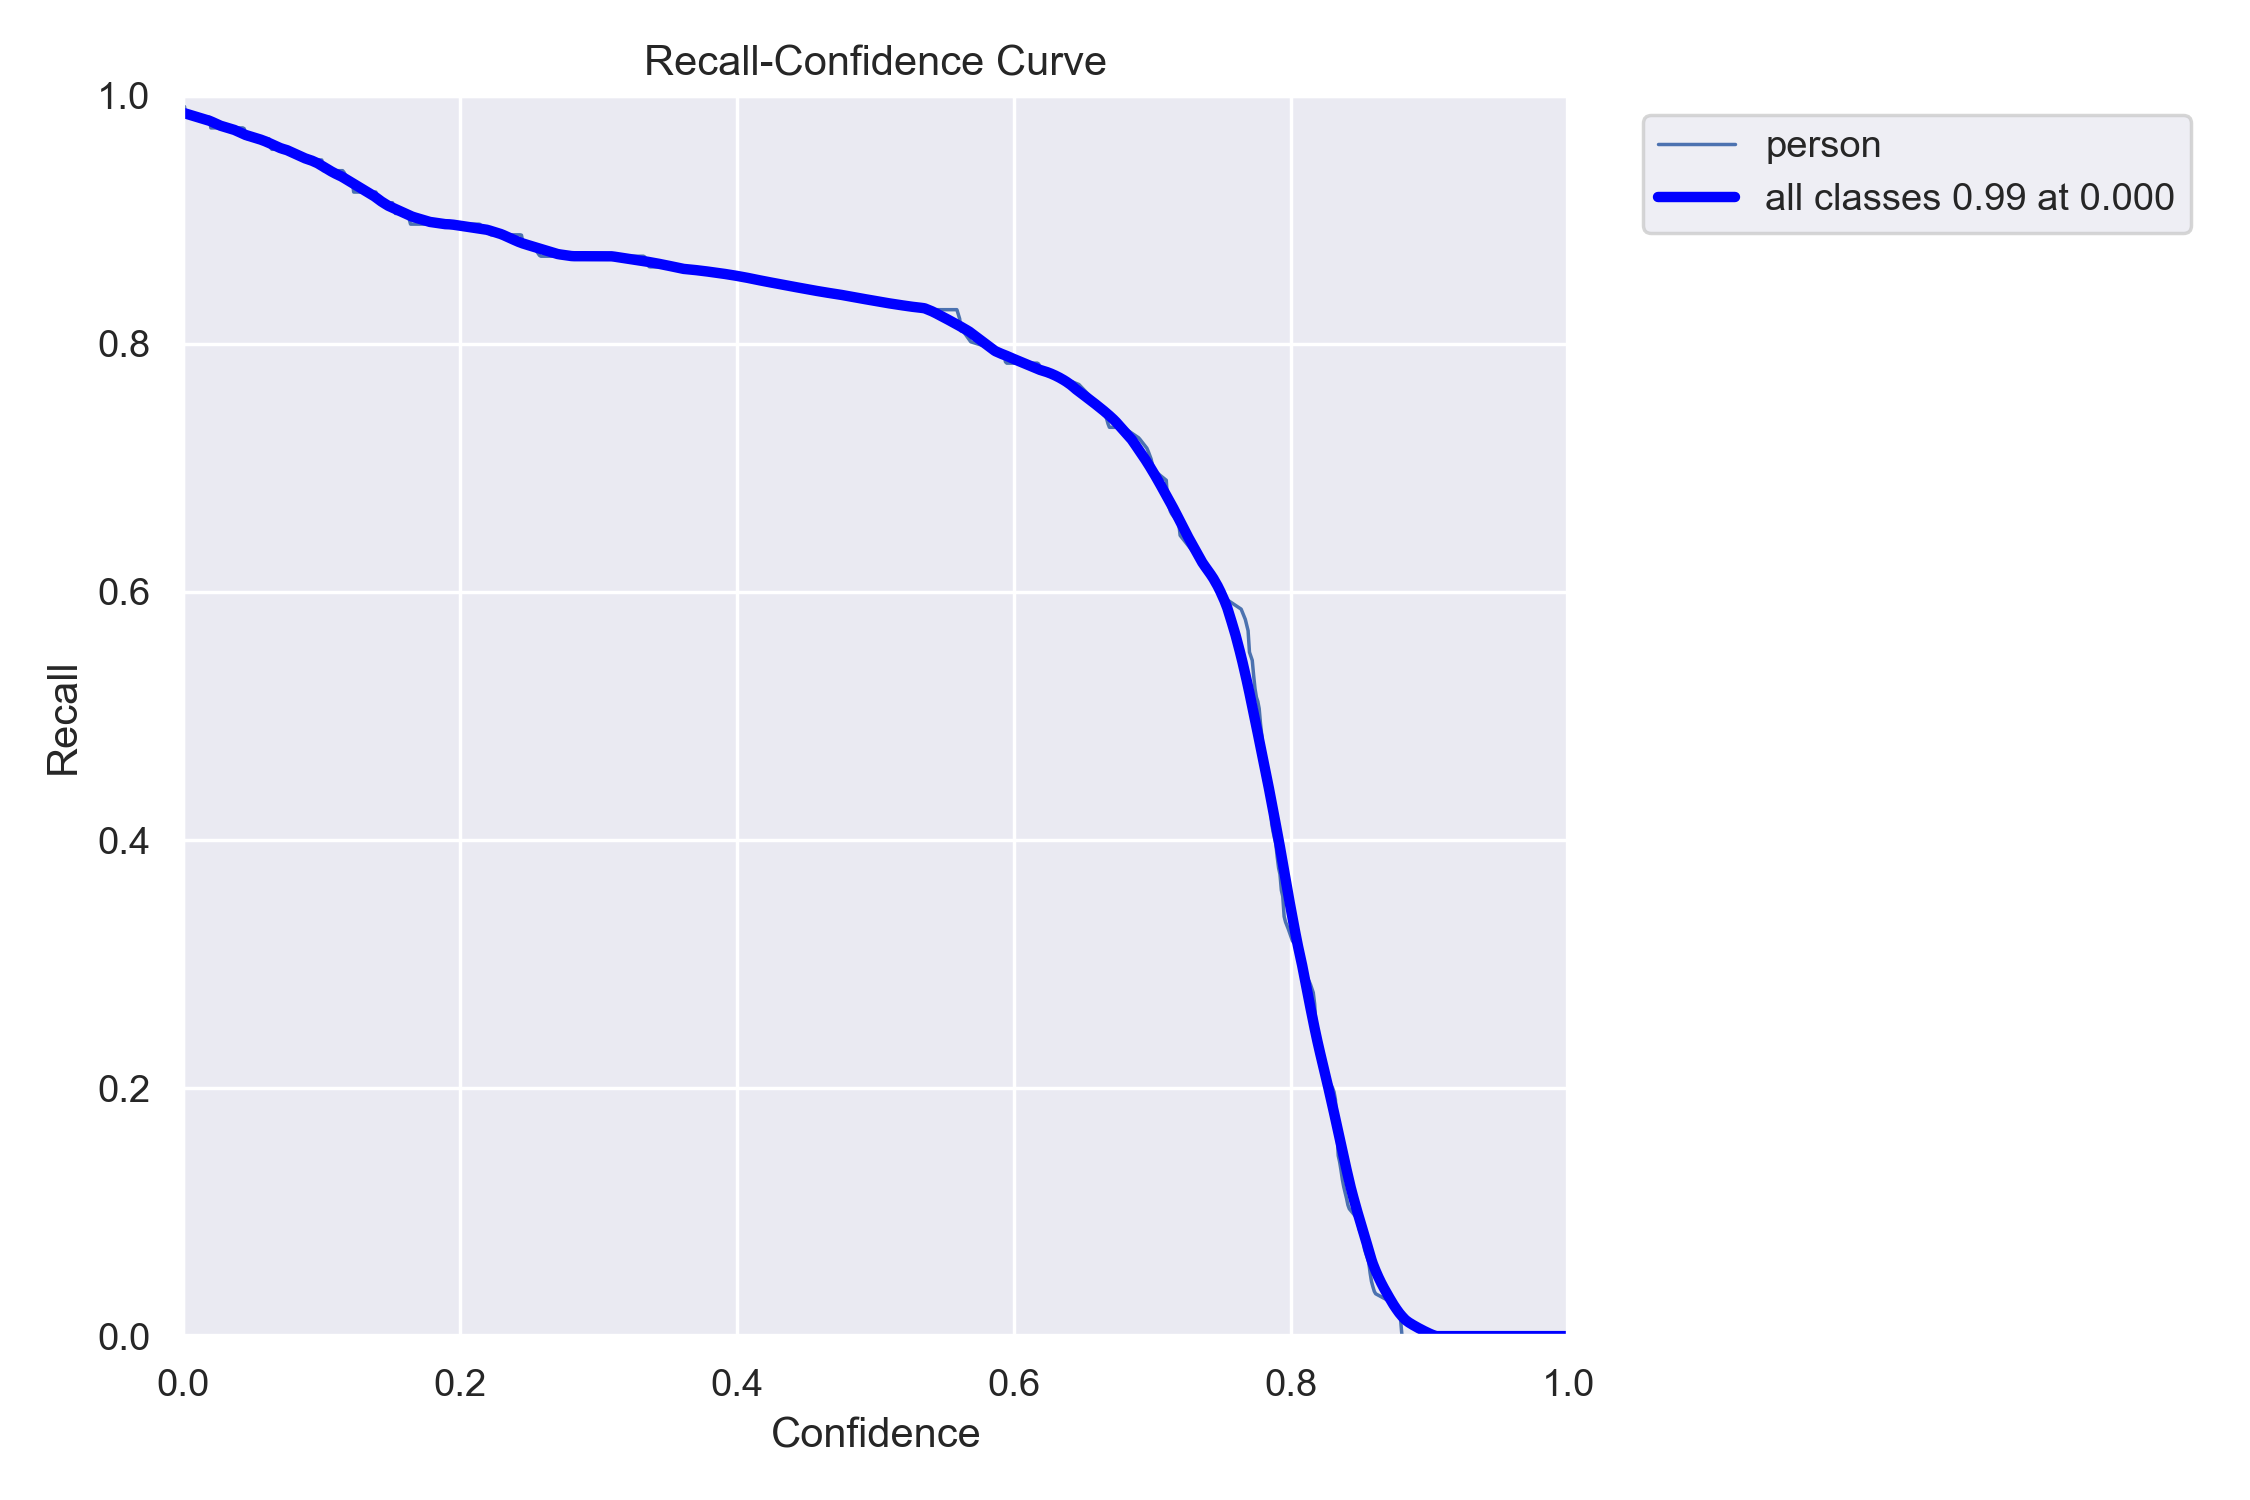 Recall-Confidence Curve
1.0
0.8
0.6
0.4
0.2
0.0
Recall
0.0 0.2 0.4 0.6 0.8 1.0
Confidence
person
all classes 0.99 at 0.000